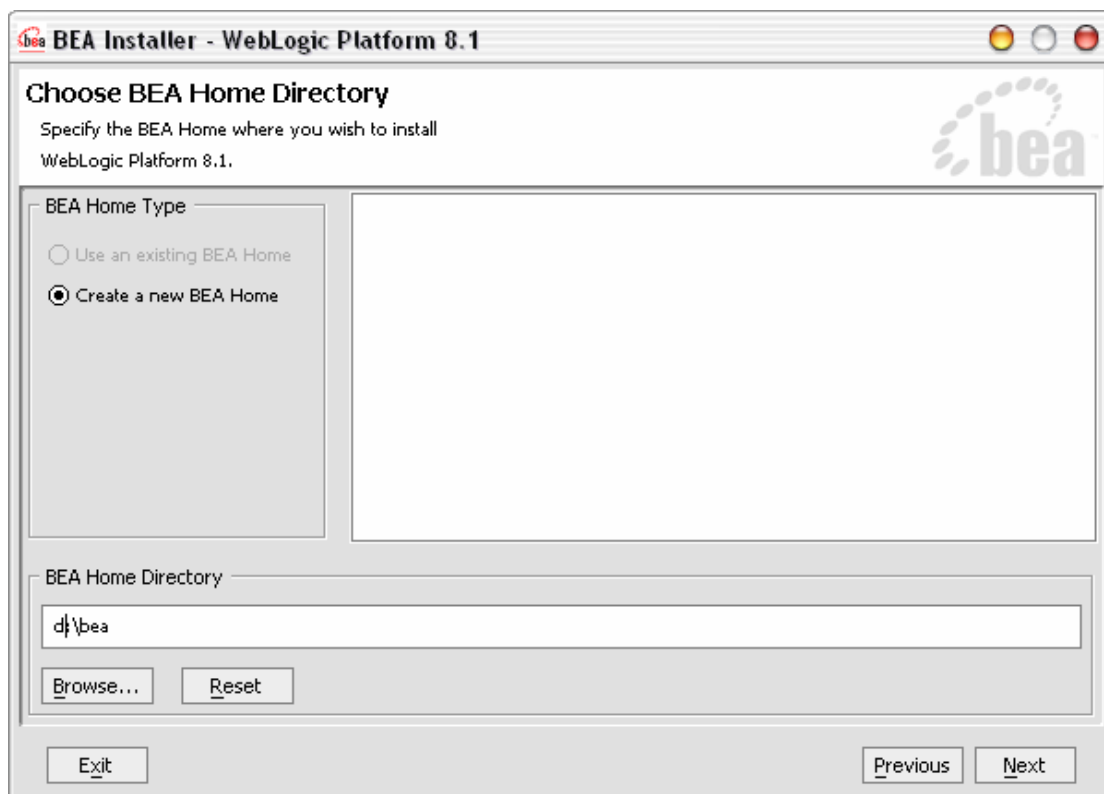 bea BEA Installer - WebLogic Platform 8.1
Choose BEA Home Directory
Specify the BEA Home where you wish to install
WebLogic Platform 8.1.
bea
BEA Home Type
Use an existing BEA Home
Create a new BEA Home
BEA Home Directory
d:\bea
Browse...
Reset
Exit
Previous
Next